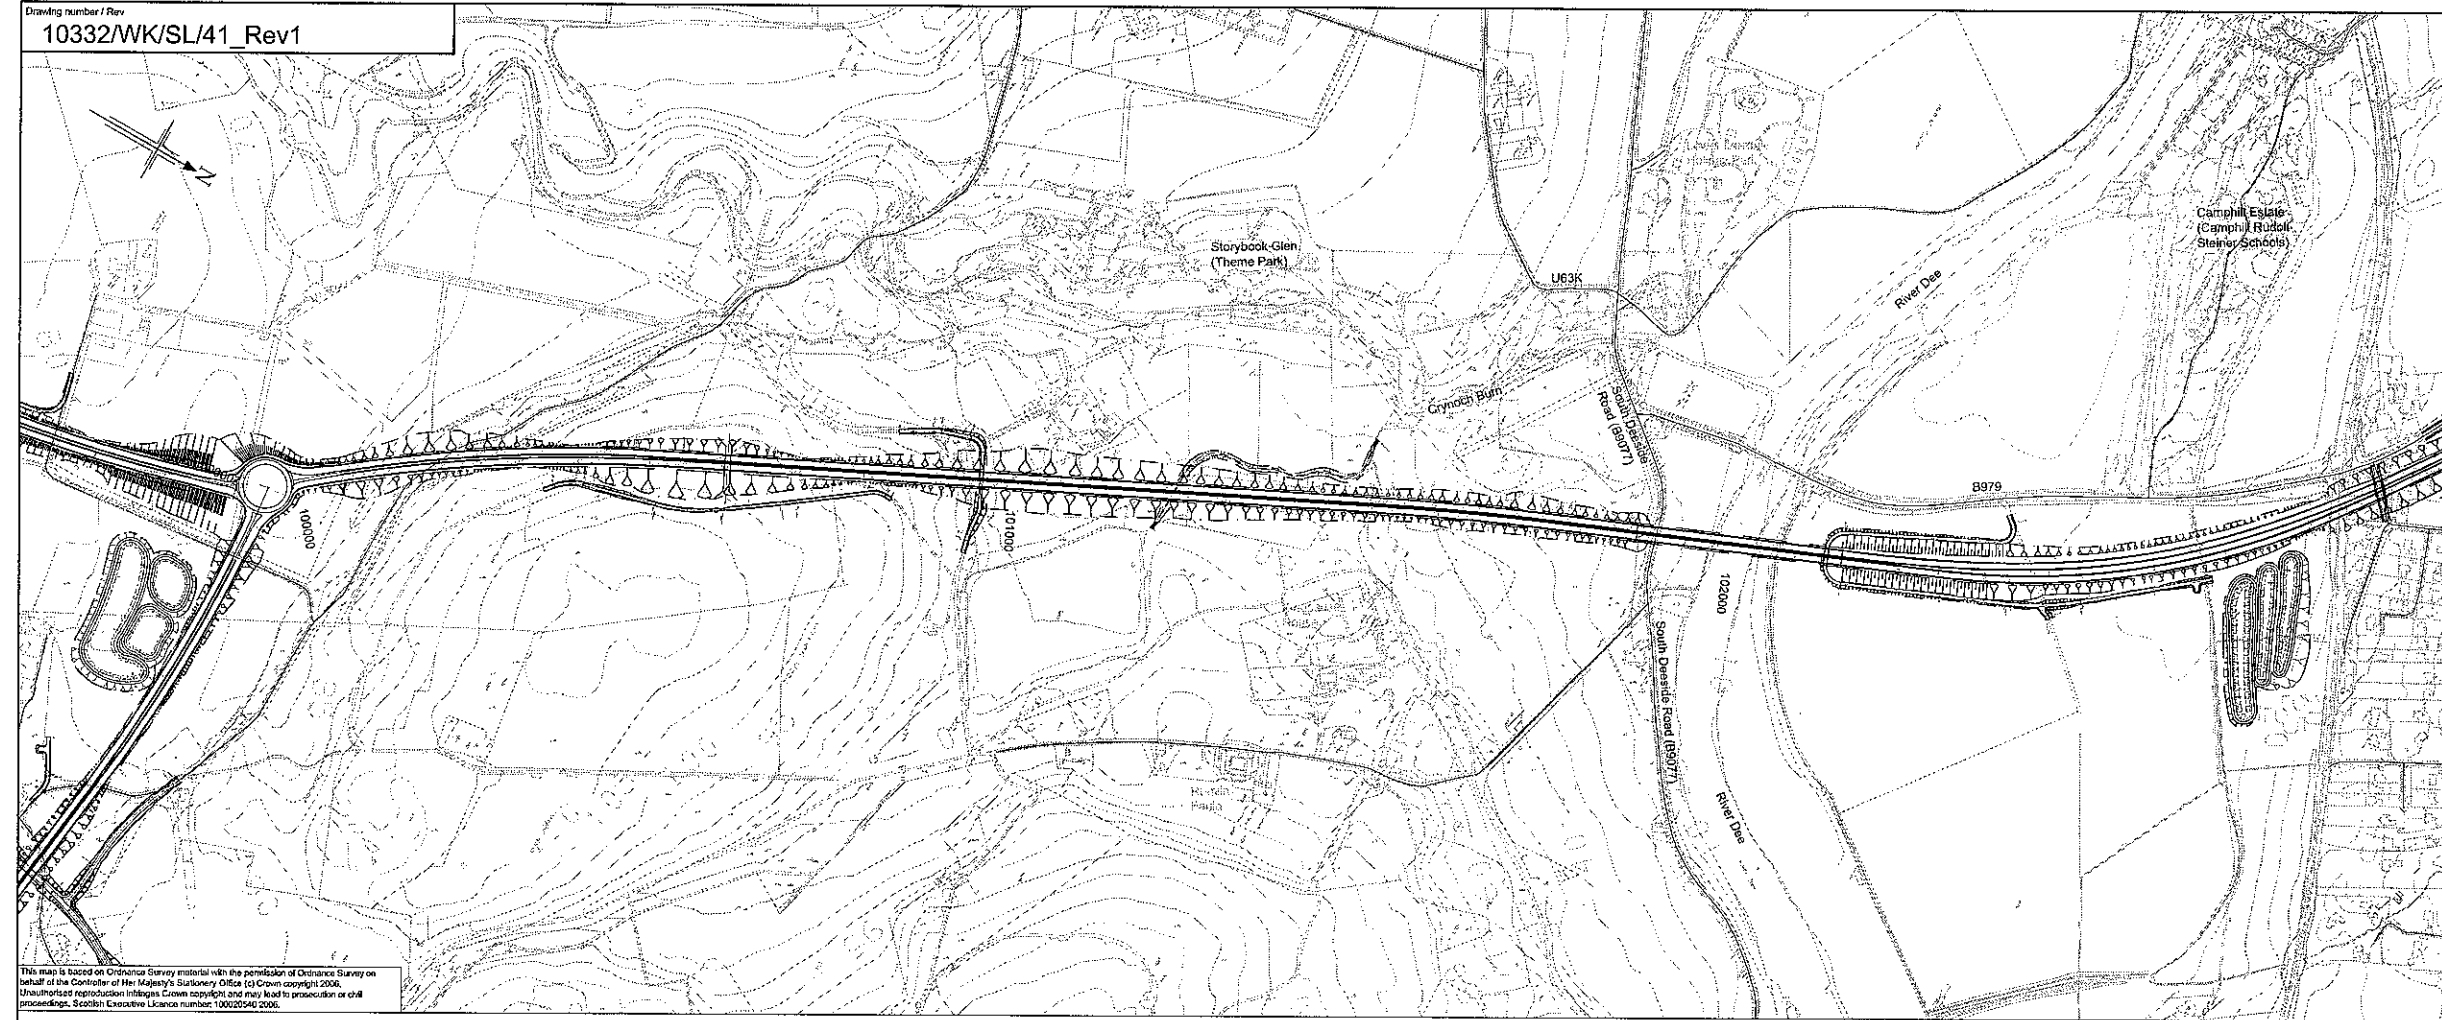 Drawing number / Rev
10332/WK/SL/41_Rev1
N
Storybook Glen
(Theme Park)
U63K
Camphill Estate
(Camphill Rudolf
Steiner Schools)
River Dee
Crynoch Burn
South Deeside
Road (B9077)
B979
100000
101000
102000
South Deeside Road (B9077)
River Dee
This map is based on Ordnance Survey material with the permission of Ordnance Survey on
behalf of the Controller of Her Majesty's Stationery Office (c) Crown copyright 2006.
Unauthorised reproduction infringes Crown copyright and may lead to prosecution or civil
proceedings. Scottish Executive Licence number: 100020540 2006.